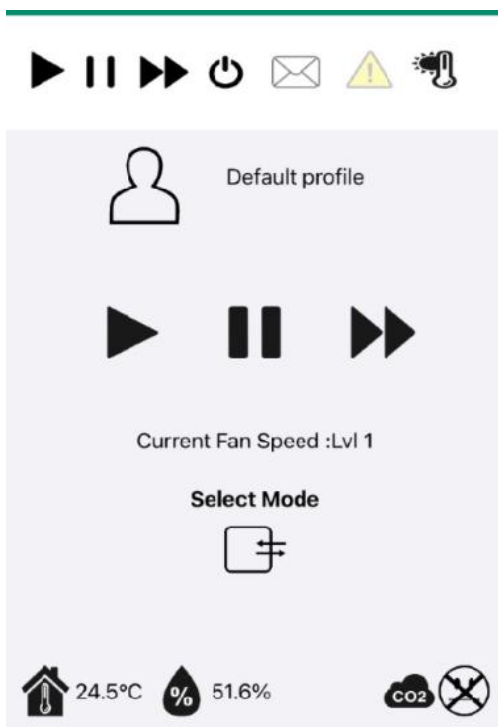 Default profile
Current Fan Speed :Lvl 1
Select Mode
24.5°C % 51.6% CO2